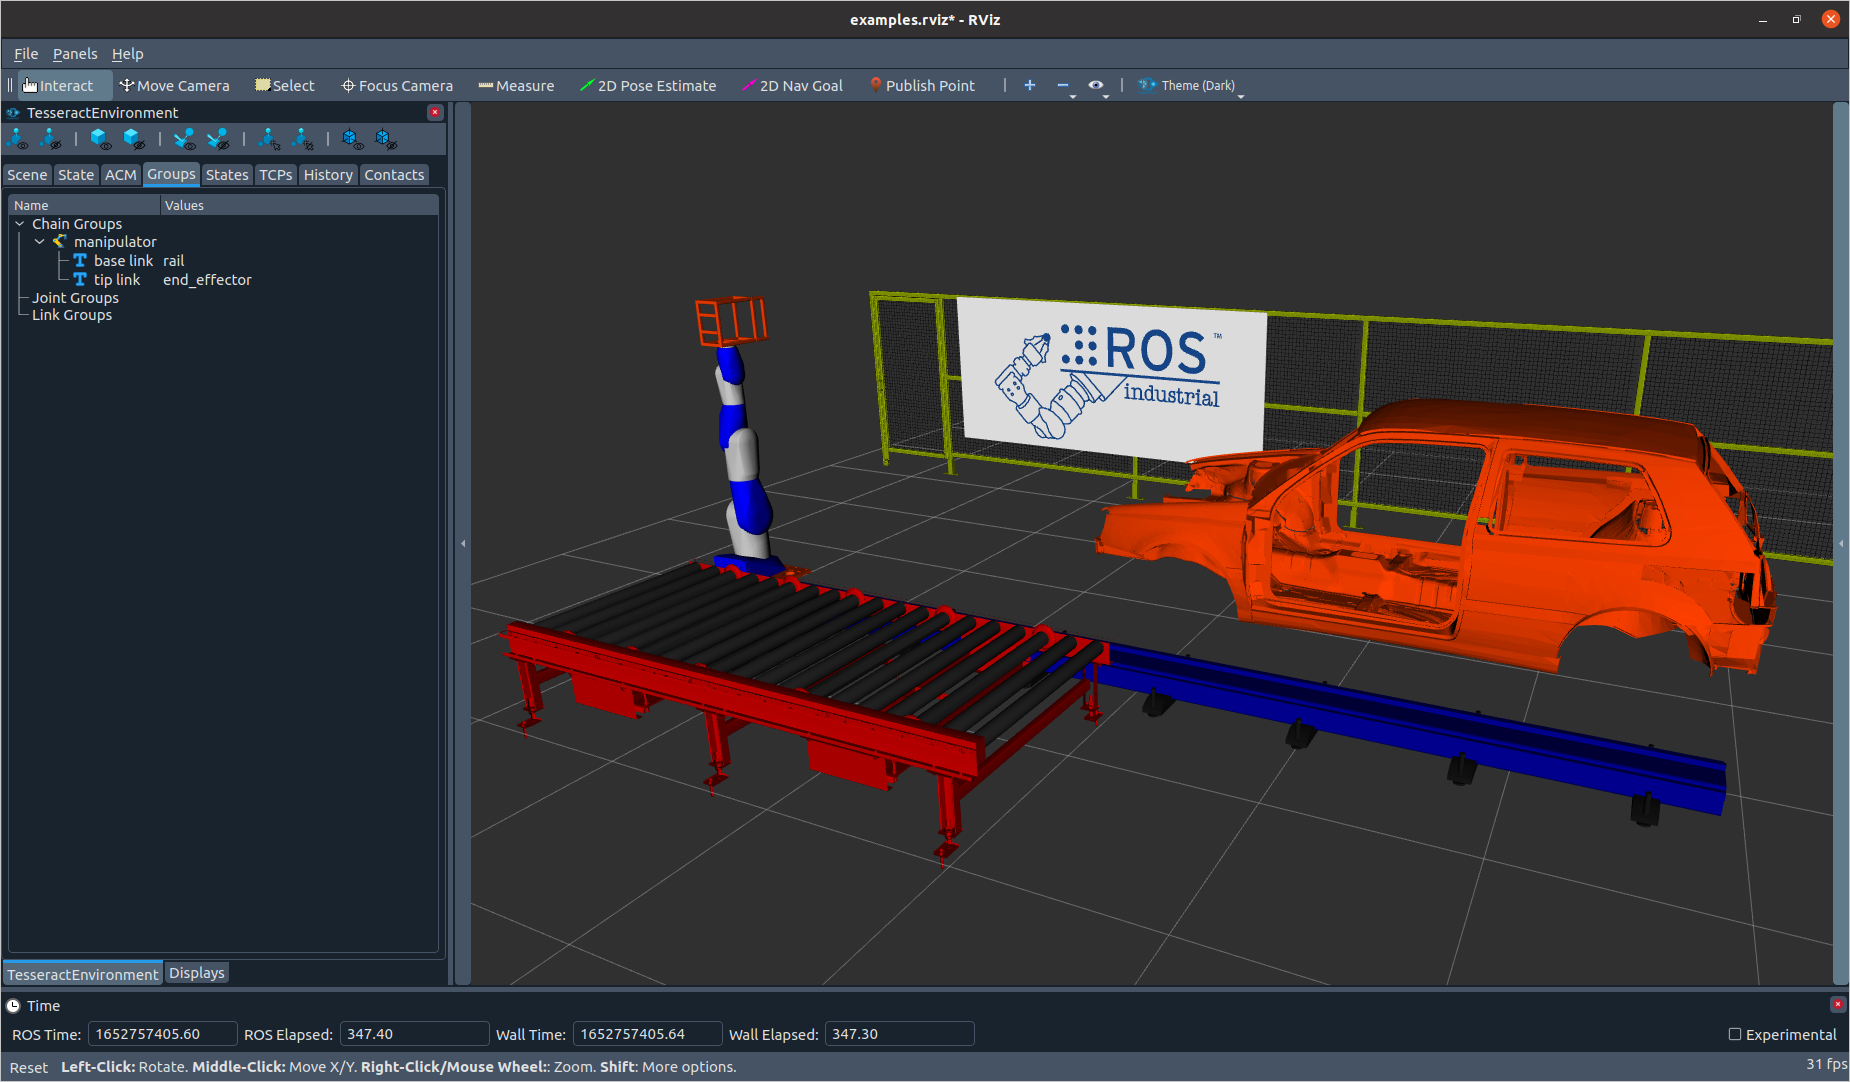 examples.rviz* - RViz
File Panels Help
Interact Move Camera Select Focus Camera Measure 2D Pose Estimate 2D Nav Goal Publish Point Theme (Dark)
TesseractEnvironment
Scene State ACM Groups States TCPs History Contacts
Name Values
Chain Groups
manipulator
base link rail
tip link end_effector
Joint Groups
Link Groups
ROS™
industrial
TesseractEnvironment Displays
Time
ROS Time: 1652757405.60 ROS Elapsed: 347.40 Wall Time: 1652757405.64 Wall Elapsed: 347.30 Experimental
Reset Left-Click: Rotate. Middle-Click: Move X/Y. Right-Click/Mouse Wheel:: Zoom. Shift: More options. 31 fps